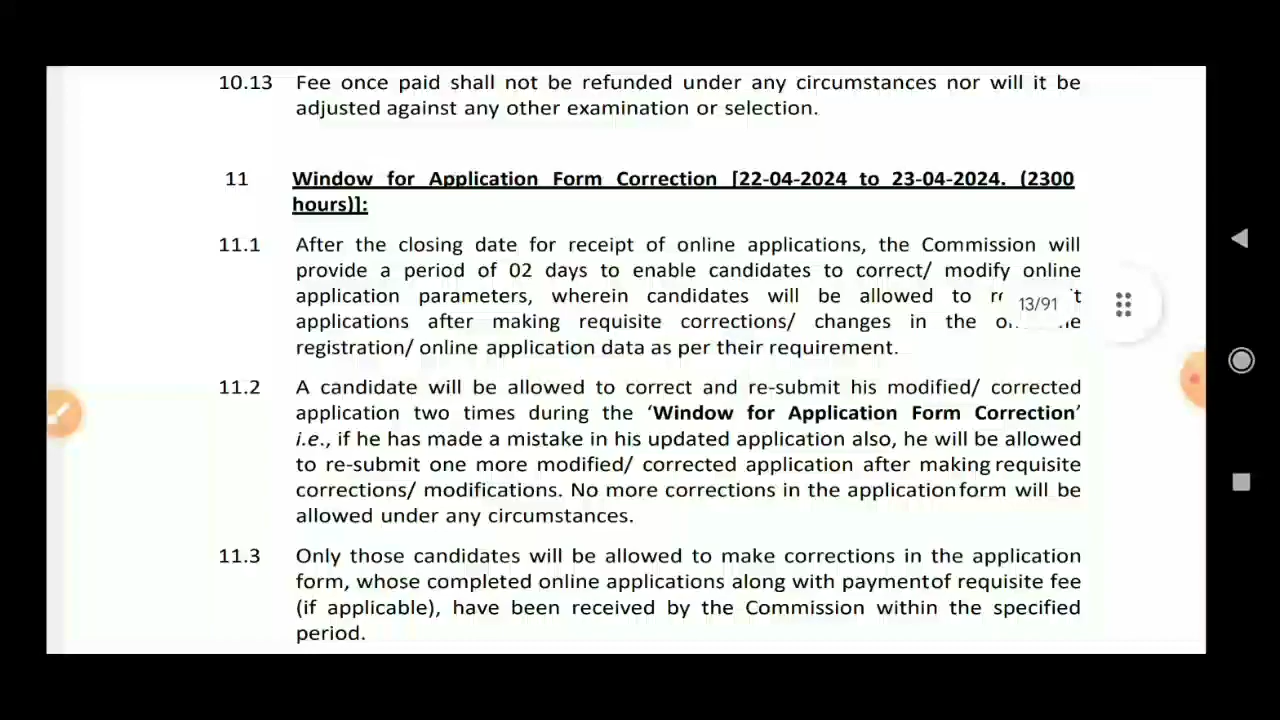 10.13 Fee once paid shall not be refunded under any circumstances nor will it be
adjusted against any other examination or selection.
11 Window for Application Form Correction [22-04-2024 to 23-04-2024. (2300
hours)]:
11.1 After the closing date for receipt of online applications, the Commission will
provide a period of 02 days to enable candidates to correct/ modify online
application parameters, wherein candidates will be allowed to
13/91
applications after making requisite corrections/ changes in the
registration/ online application data as per their requirement.
11.2 A candidate will be allowed to correct and re-submit his modified/ corrected
application two times during the ‘Window for Application Form Correction’
i.e., if he has made a mistake in his updated application also, he will be allowed
to re-submit one more modified/ corrected application after making requisite
corrections/ modifications. No more corrections in the application form will be
allowed under any circumstances.
11.3 Only those candidates will be allowed to make corrections in the application
form, whose completed online applications along with paymentof requisite fee
(if applicable), have been received by the Commission within the specified
period.